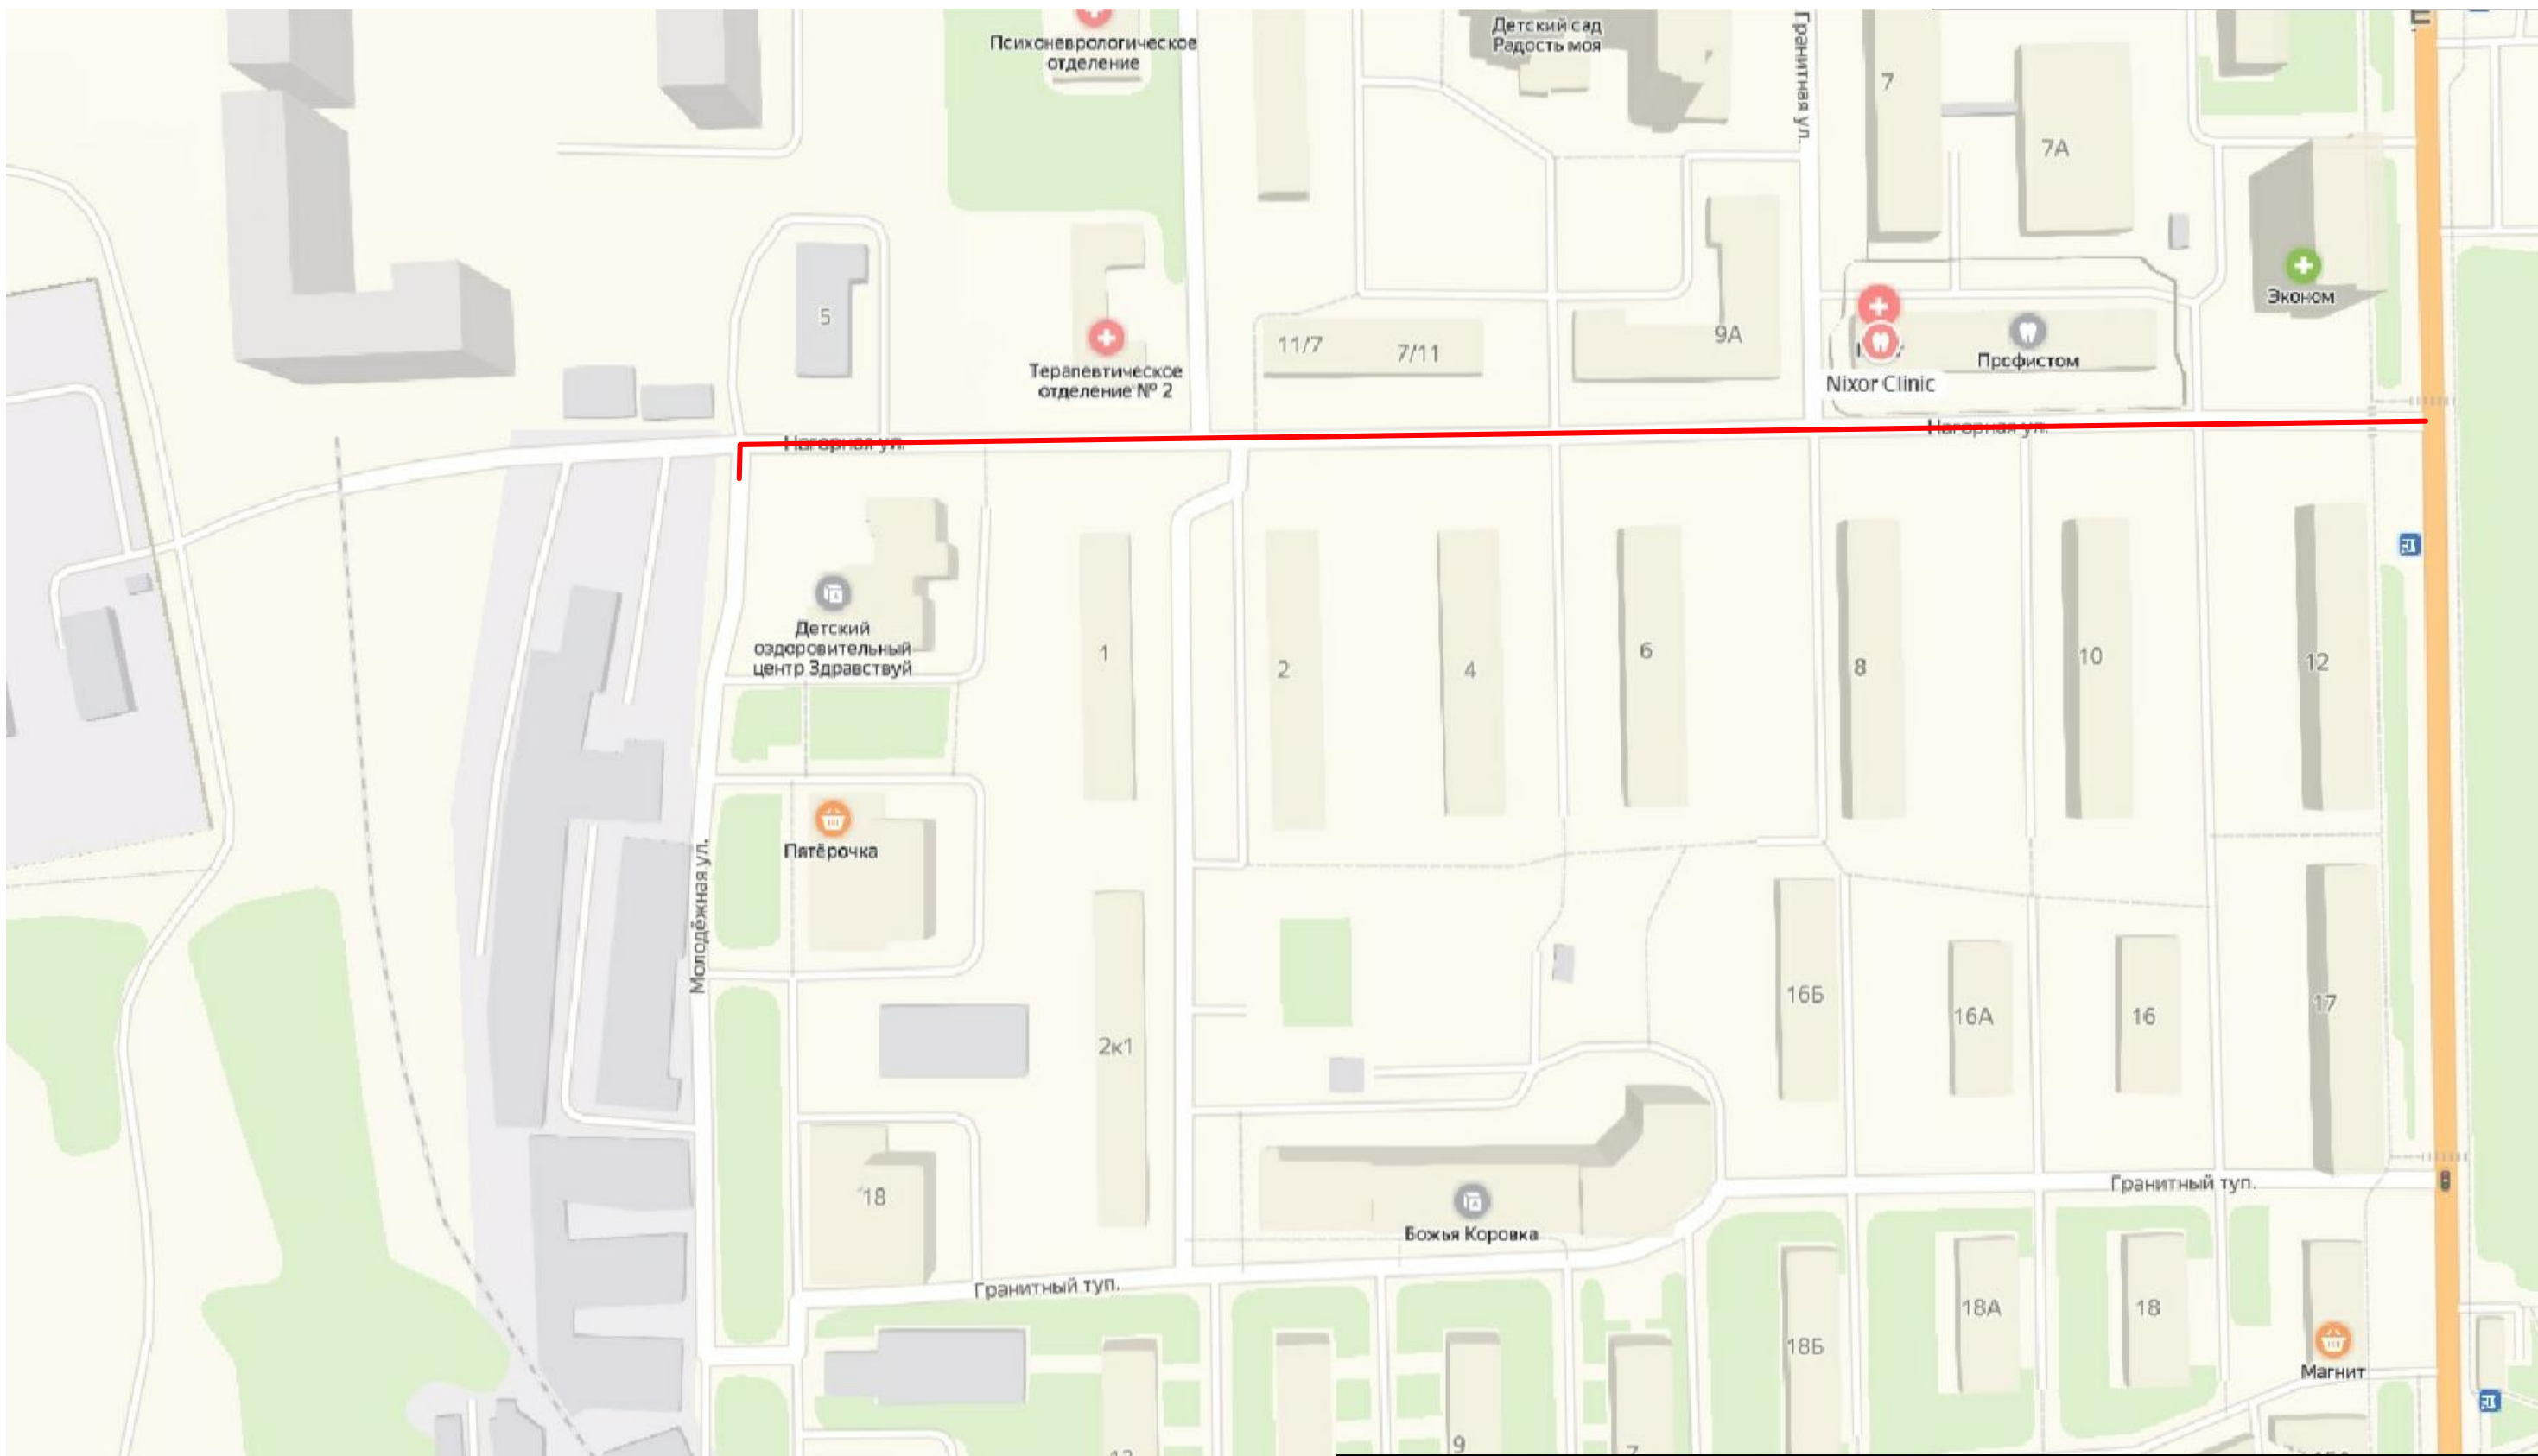 Психоневрологическое
отделение
Детский сад
Радость моя
Гранитная ул.
7
7А
5
Терапевтическое
отделение № 2
11/7
7/11
9А
Профистом
Nixor Clinic
Эконом
Нагорная ул.
Нагорная ул.
Детский
оздоровительный
центр Здравствуй
1
2
4
6
8
10
12
Пятёрочка
Молодёжная ул.
2к1
16Б
16А
16
17
18
Божья Коровка
Гранитный туп.
Гранитный туп.
18Б
18А
18
Магнит
9